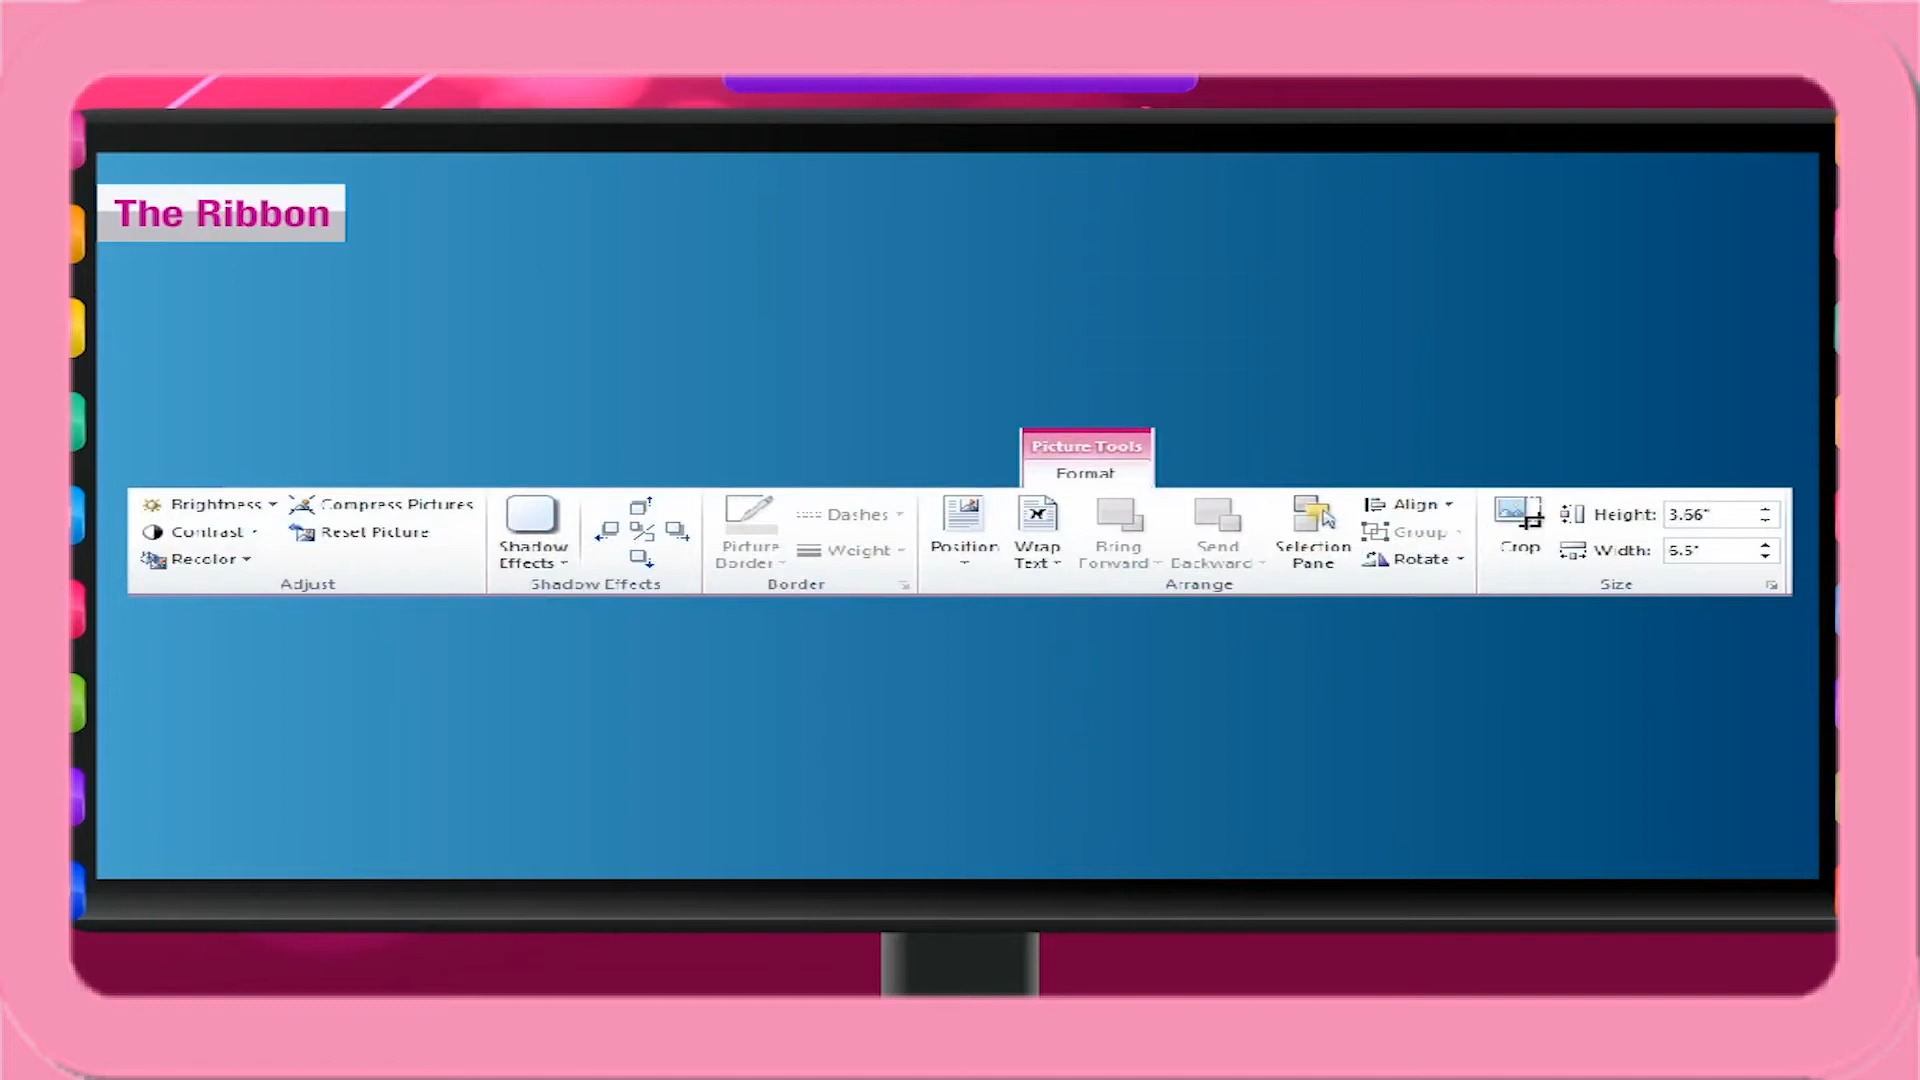 The Ribbon
Picture Tools
Format
Brightness
Compress Pictures
Contrast
Reset Picture
Recolor
Adjust
Shadow
Effects
Shadow Effects
Picture
Border
Dashes
Weight
Border
Position
Wrap
Text
Bring
Forward
Send
Backward
Selection
Pane
Align
Group
Rotate
Arrange
Crop
Height: 3.66"
Width: 5.5"
Size